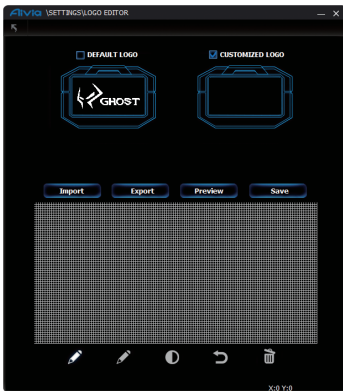 Aivia \SETTINGS\LOGO EDITOR
DEFAULT LOGO
CUSTOMIZED LOGO
GHOST
Import
Export
Preview
Save
X:0 Y:0